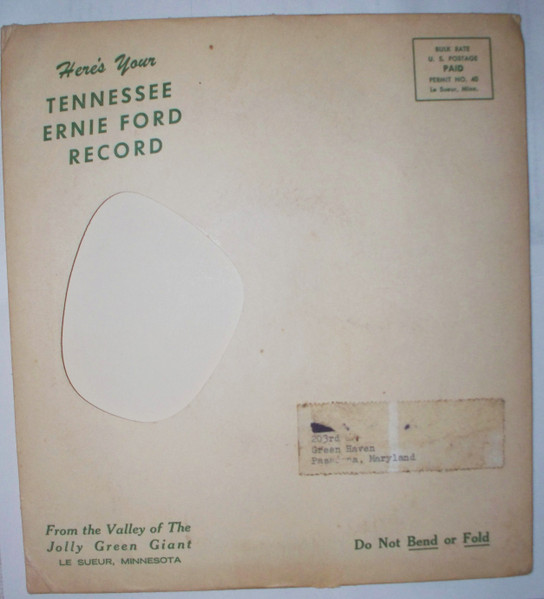 Here's Your
TENNESSEE
ERNIE FORD
RECORD
BULK RATE
U. S. POSTAGE
PAID
PERMIT NO. 40
Le Sueur, Minn.
203rd
Green Haven
Maryland
From the Valley of The
Jolly Green Giant
LE SUEUR, MINNESOTA
Do Not Bend or Fold